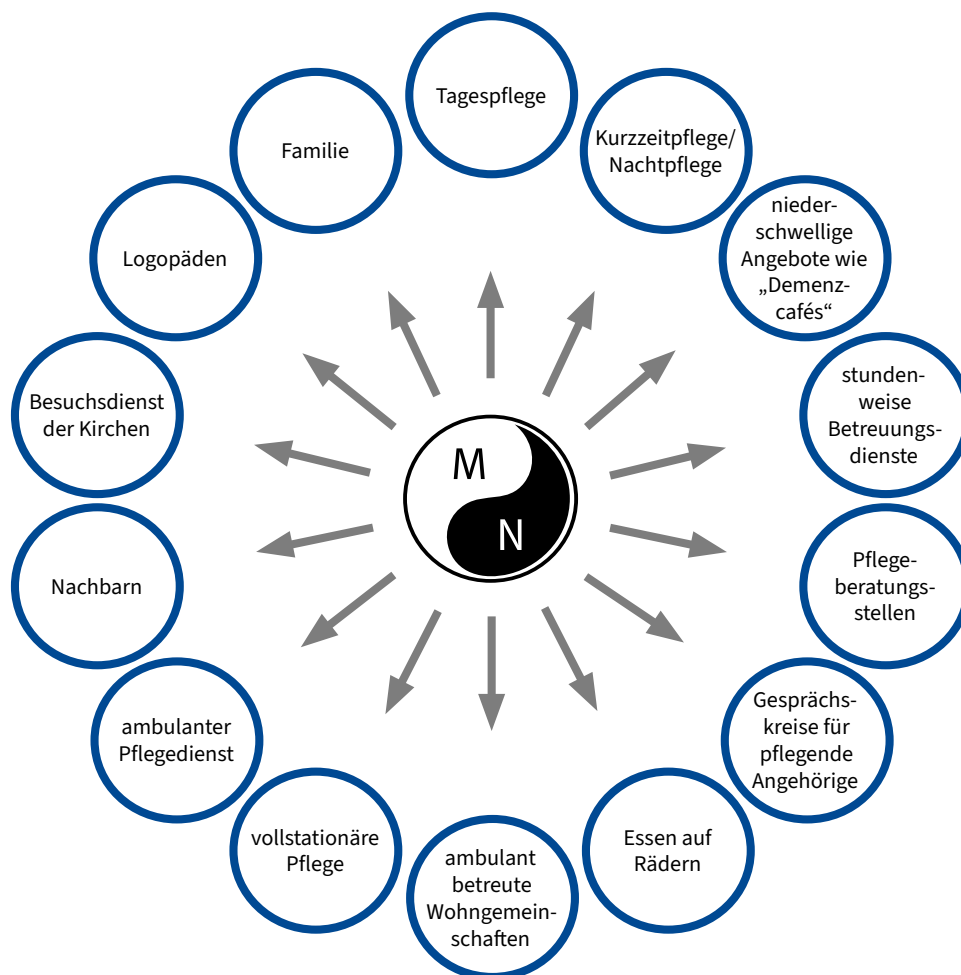 Tagespflege
Kurzzeitpflege/
Nachtpflege
nieder-
schwellige
Angebote wie
„Demenz-
cafés“
stunden-
weise
Betreuungs-
dienste
Pflege-
beratungs-
stellen
Gesprächs-
kreise für
pflegende
Angehörige
Essen auf
Rädern
ambulant
betreute
Wohngemein-
schaften
vollstationäre
Pflege
ambulanter
Pflegedienst
Nachbarn
Besuchsdienst
der Kirchen
Logopäden
Familie
M
N